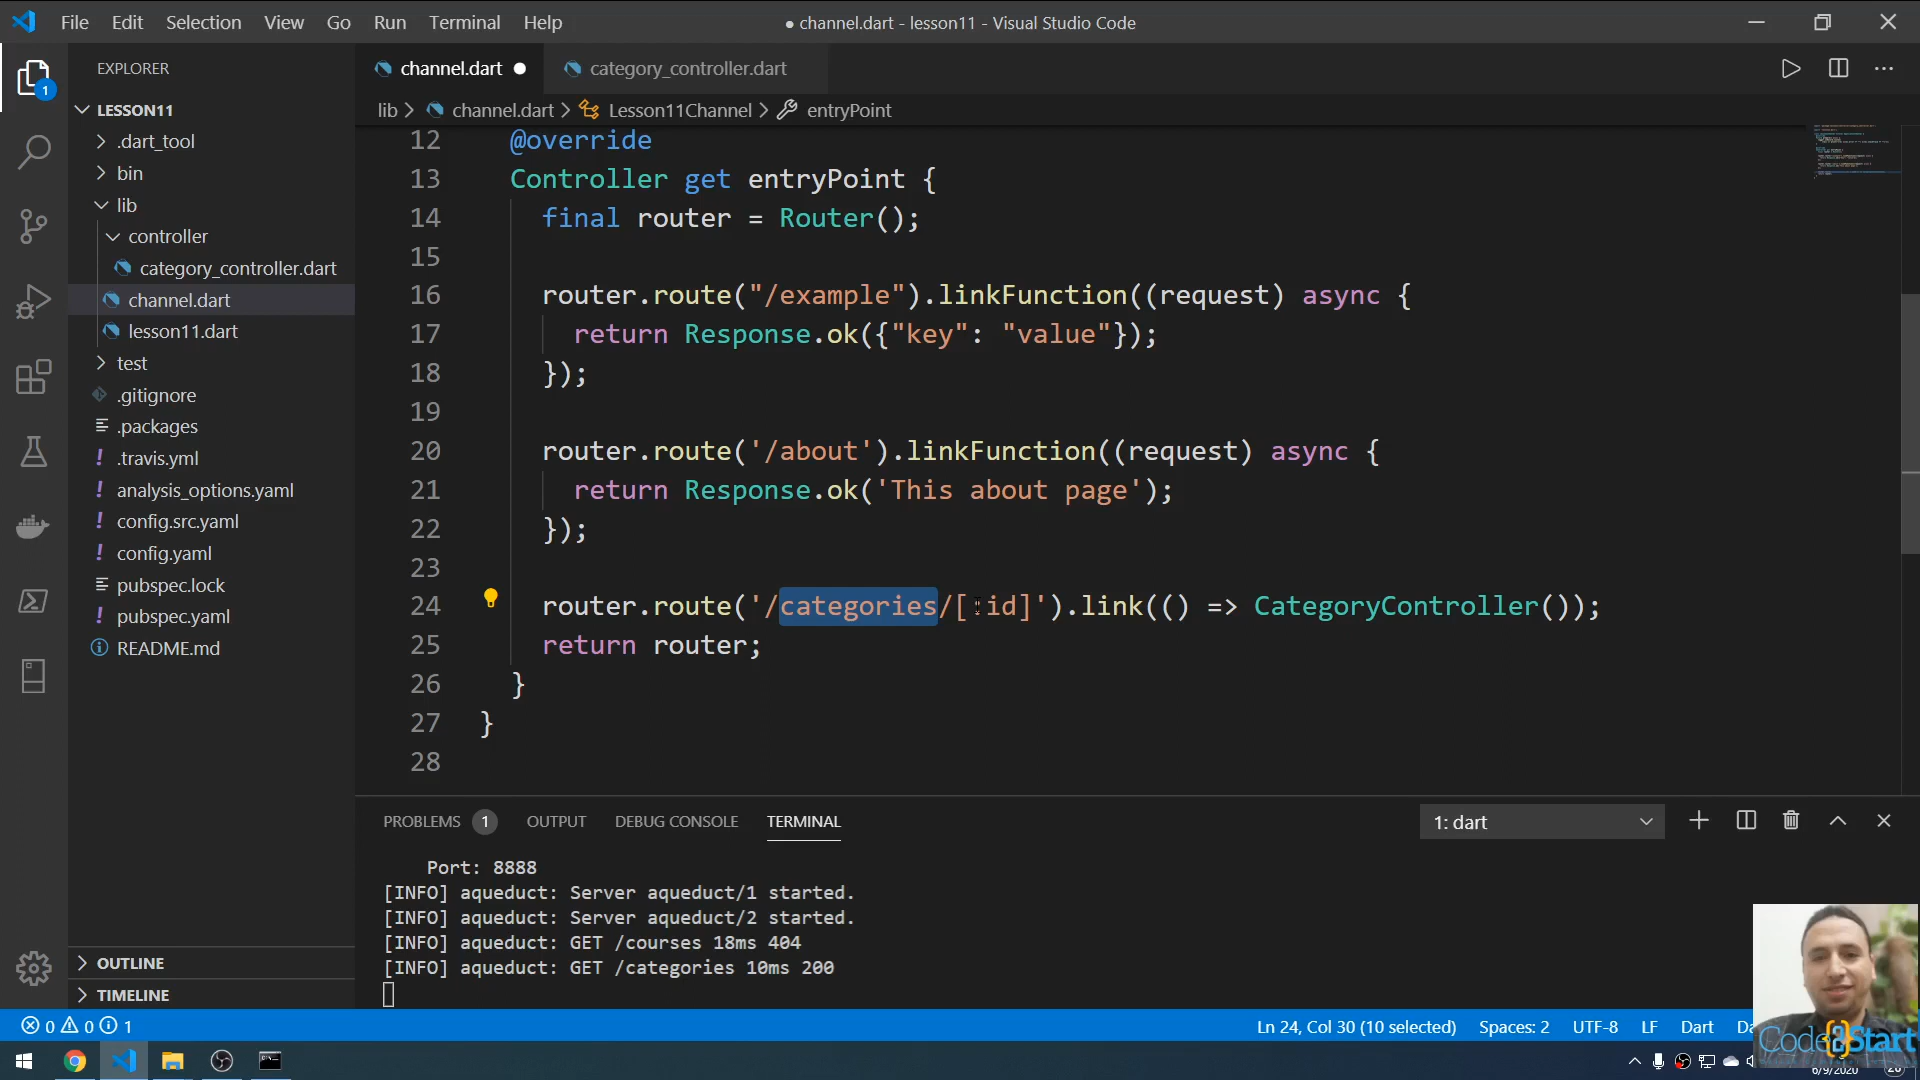 File Edit Selection View Go Run Terminal Help
● channel.dart - lesson11 - Visual Studio Code
EXPLORER
LESSON11
.dart_tool
bin
lib
controller
category_controller.dart
channel.dart
lesson11.dart
test
.gitignore
.packages
! .travis.yml
! analysis_options.yaml
! config.src.yaml
! config.yaml
pubspec.lock
! pubspec.yaml
README.md
OUTLINE
TIMELINE
1
channel.dart ● category_controller.dart
lib > channel.dart > Lesson11Channel > entryPoint
12 @override
13 Controller get entryPoint {
14 final router = Router();
15
16 router.route("/example").linkFunction((request) async {
17 return Response.ok({"key": "value"});
18 });
19
20 router.route('/about').linkFunction((request) async {
21 return Response.ok('This about page');
22 });
23
24 router.route('/categories/[:id]').link(() => CategoryController());
25 return router;
26 }
27 }
28
PROBLEMS 1 OUTPUT DEBUG CONSOLE TERMINAL
1: dart
Port: 8888
[INFO] aqueduct: Server aqueduct/1 started.
[INFO] aqueduct: Server aqueduct/2 started.
[INFO] aqueduct: GET /courses 18ms 404
[INFO] aqueduct: GET /categories 10ms 200
0 0 1
Ln 24, Col 30 (10 selected) Spaces: 2 UTF-8 LF Dart
Code{2}Start
6/9/2020